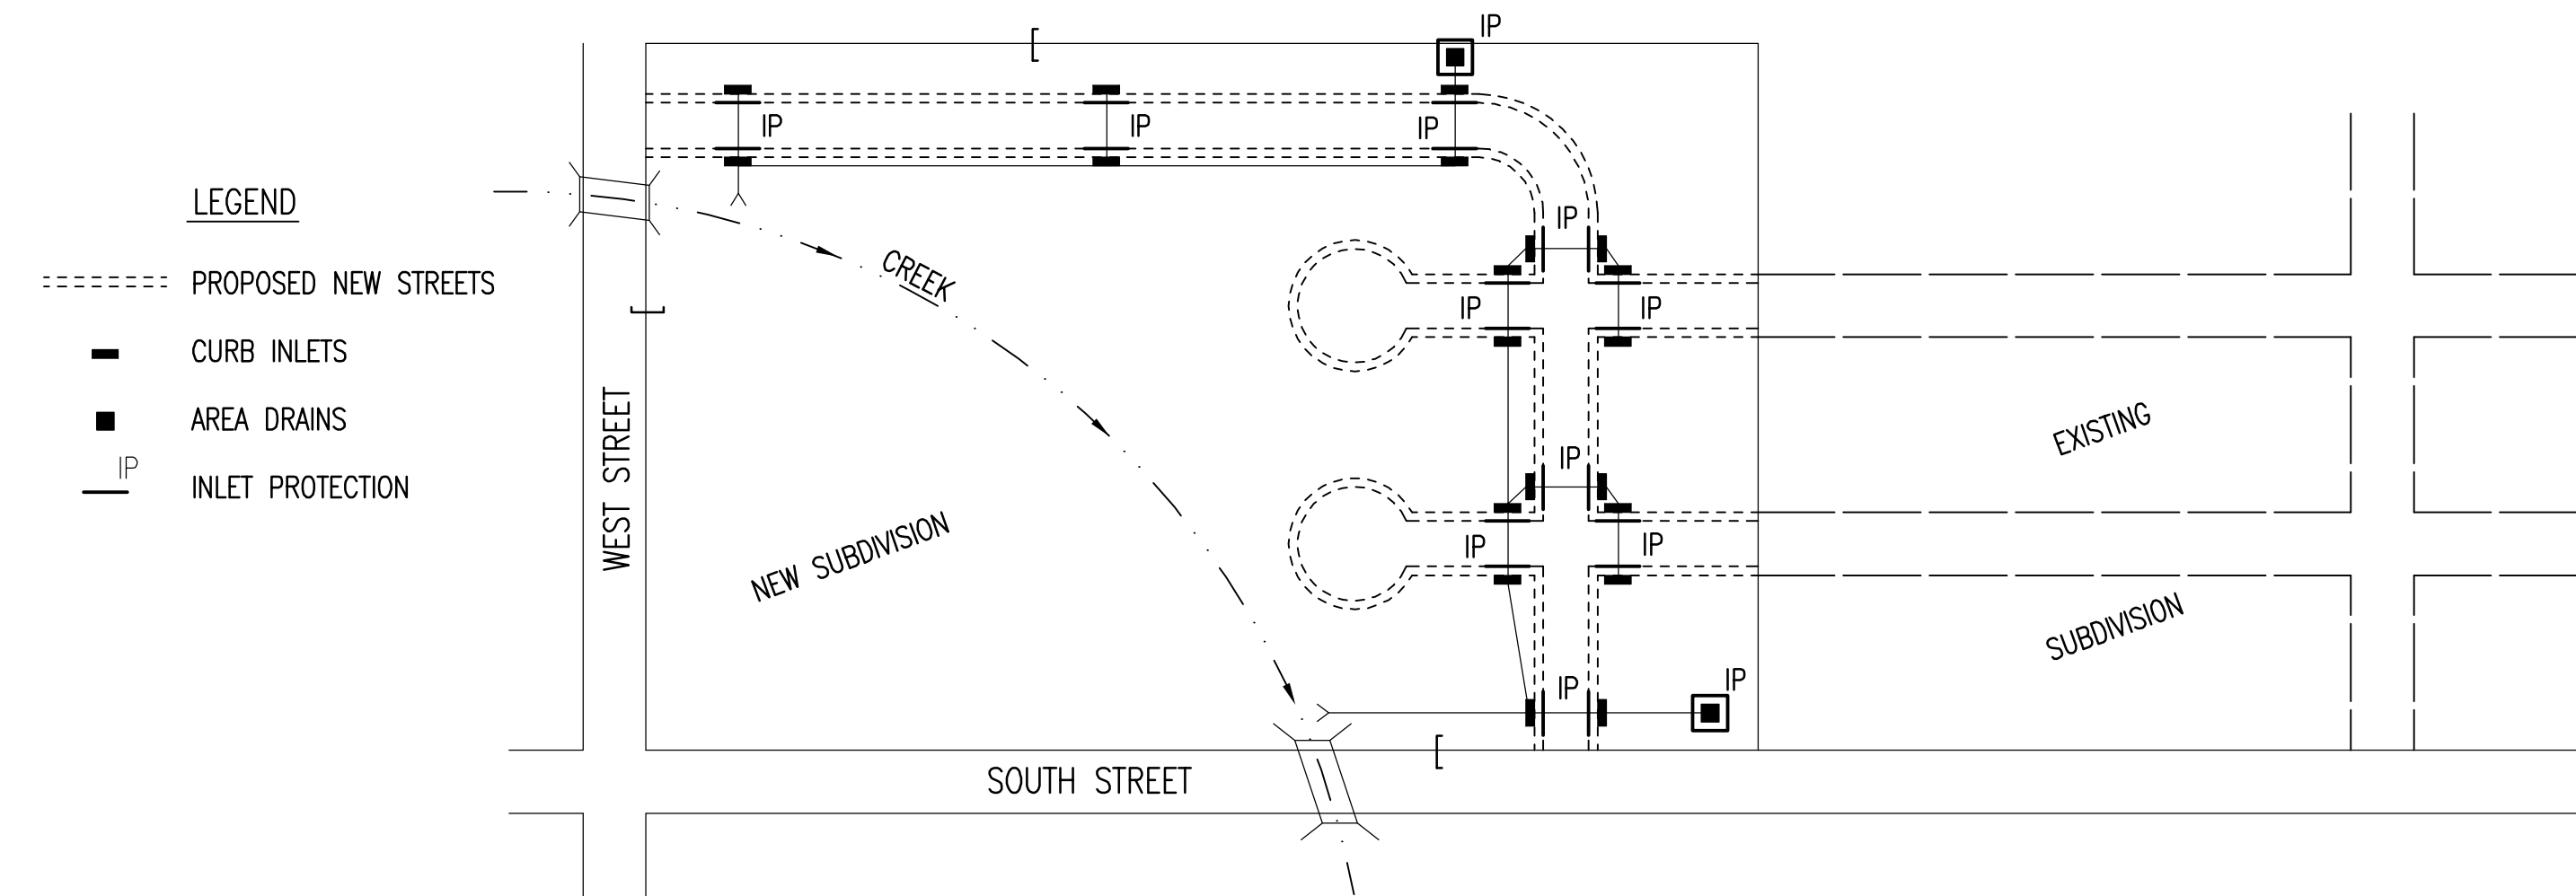 LEGEND
PROPOSED NEW STREETS
CURB INLETS
AREA DRAINS
IP
INLET PROTECTION
IP
IP
IP
IP
IP
IP
IP
IP
IP
IP
IP
IP
CREEK
WEST STREET
NEW SUBDIVISION
SOUTH STREET
EXISTING
SUBDIVISION